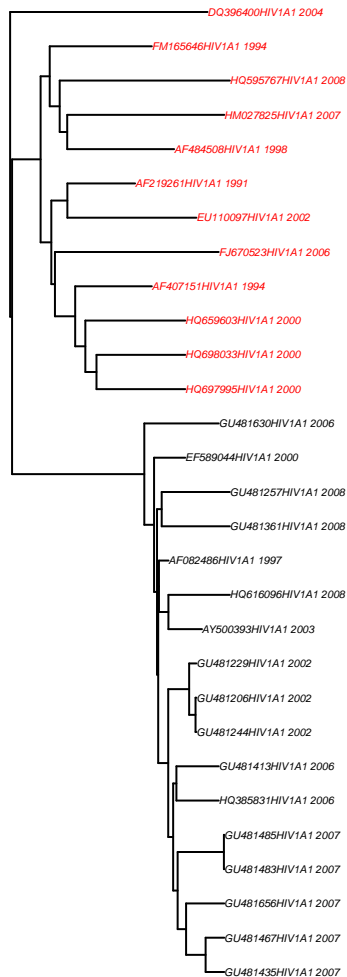 DQ396400HIV1A1 2004
FM165646HIV1A1 1994
HQ595767HIV1A1 2008
HM027825HIV1A1 2007
AF484508HIV1A1 1998
AF219261HIV1A1 1991
EU110097HIV1A1 2002
FJ670523HIV1A1 2006
AF407151HIV1A1 1994
HQ659603HIV1A1 2000
HQ698033HIV1A1 2000
HQ697995HIV1A1 2000
GU481630HIV1A1 2006
EF589044HIV1A1 2000
GU481257HIV1A1 2008
GU481361HIV1A1 2008
AF082486HIV1A1 1997
HQ616096HIV1A1 2008
AY500393HIV1A1 2003
GU481229HIV1A1 2002
GU481206HIV1A1 2002
GU481244HIV1A1 2002
GU481413HIV1A1 2006
HQ385831HIV1A1 2006
GU481485HIV1A1 2007
GU481483HIV1A1 2007
GU481656HIV1A1 2007
GU481467HIV1A1 2007
GU481435HIV1A1 2007